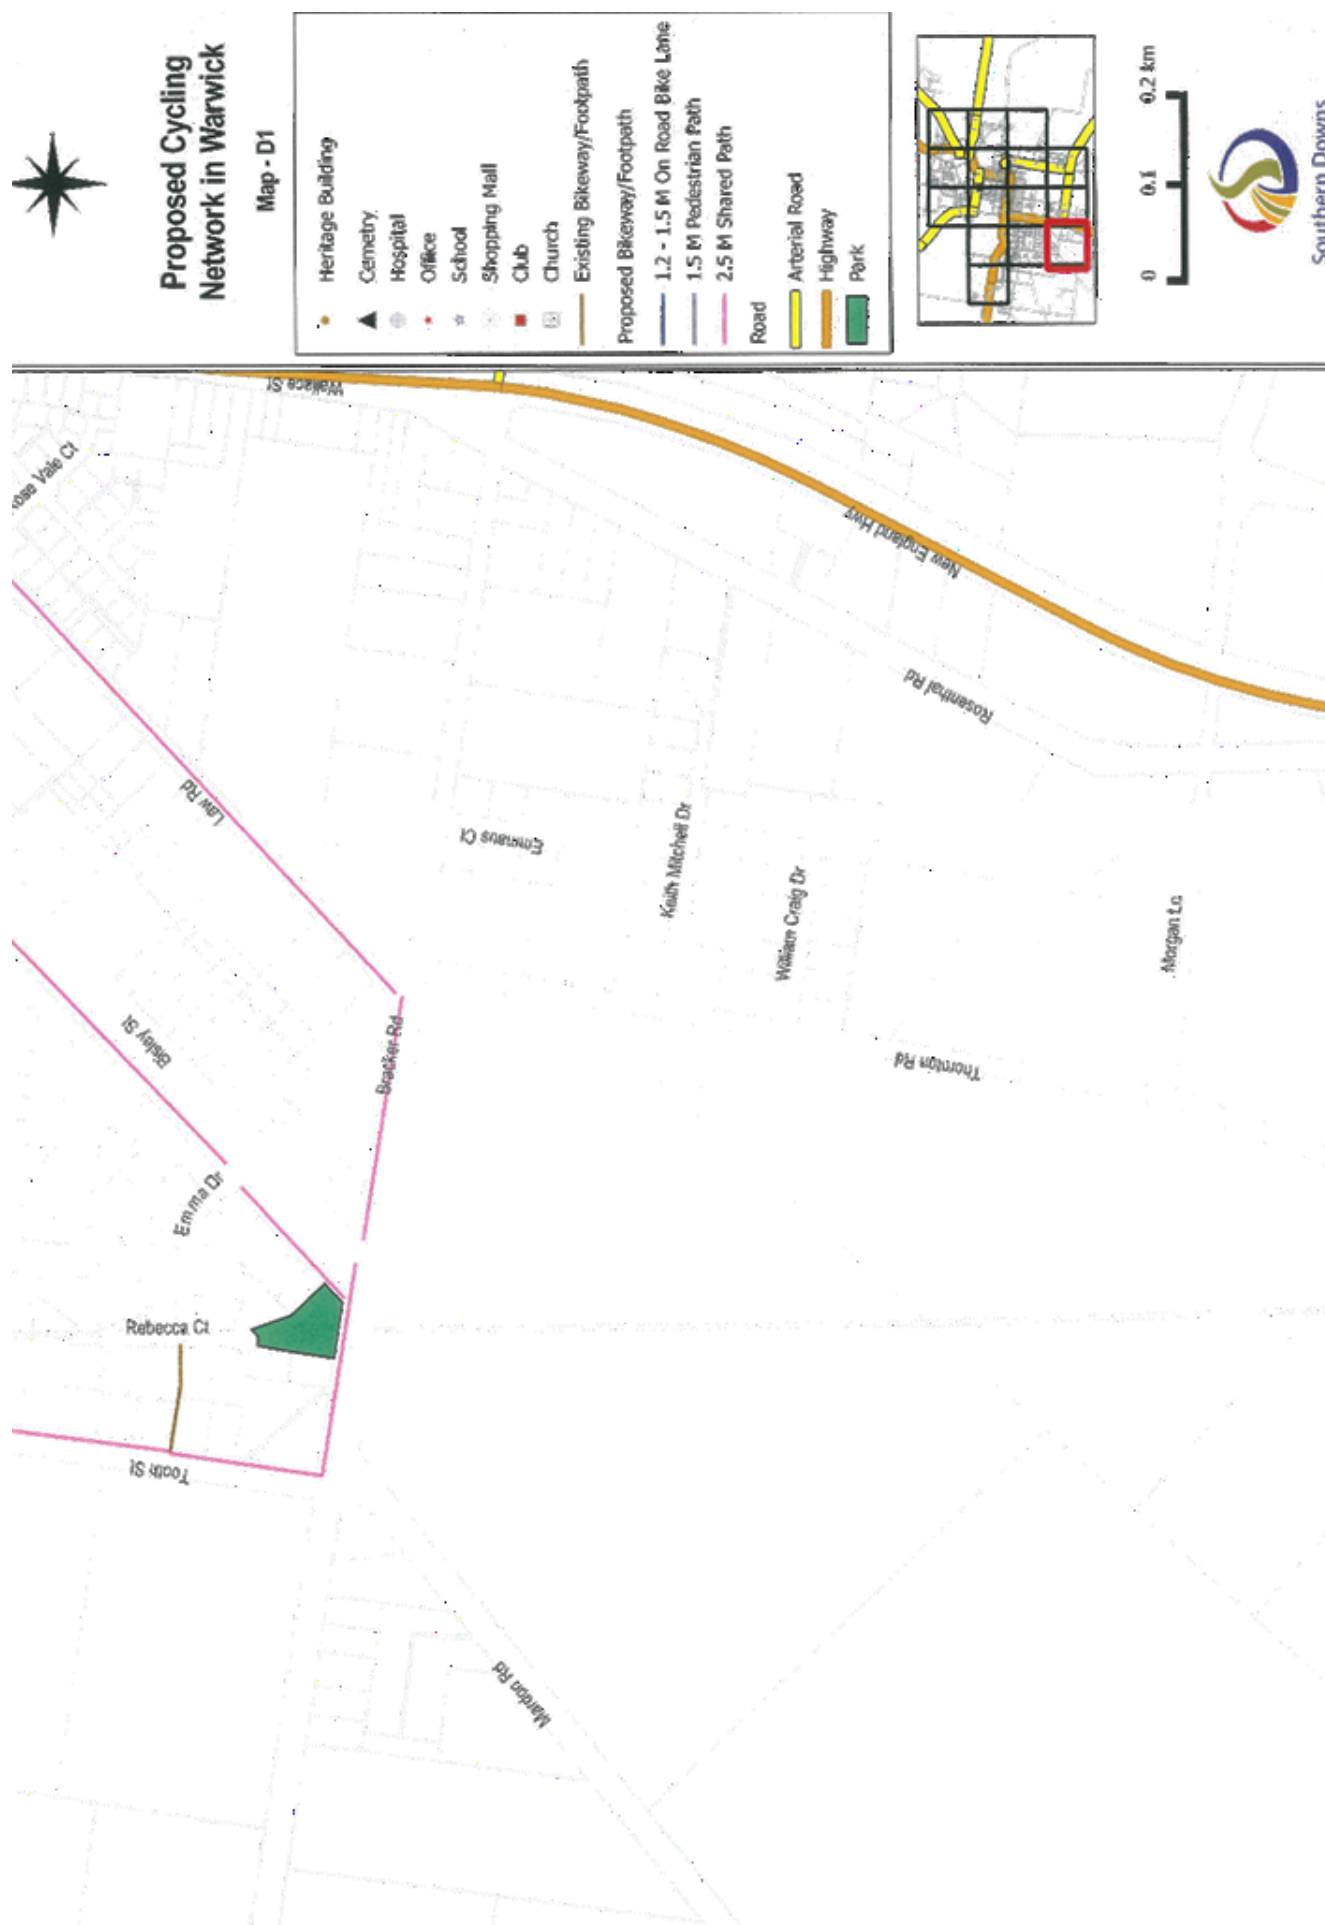 Proposed Cycling
Network in Warwick
Map - D1
Heritage Building
Cemetry
Hospital
Office
School
Shopping Mall
Club
Church
Existing Bikeway/Footpath
Proposed Bikeway/Footpath
1.2 - 1.5 M On Road Bike Lane
1.5 M Pedestrian Path
2.5 M Shared Path
Road
Arterial Road
Highway
Park
0 0.1 0.2 km
Southern Downs
Wallace St
Vale Ct
New England Hwy
Rosenthal Rd
Law Rd
Emmaus Ct
Keith Mitchell Dr
William Craig Dr
Morgan Ln
Thornton Rd
Bracker Rd
Bisley St
Emma Dr
Rebecca Ct
Tooth St
Mardon Rd